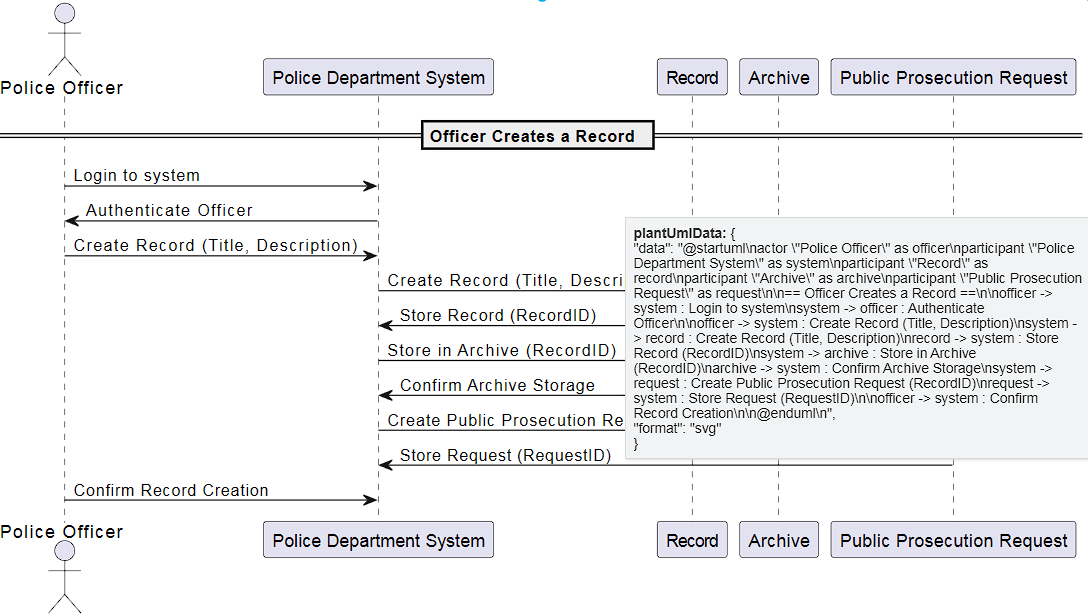 Police Officer
Police Department System
Record
Archive
Public Prosecution Request
Officer Creates a Record
Login to system
Authenticate Officer
Create Record (Title, Description)
Create Record (Title, Descri
Store Record (RecordID)
Store in Archive (RecordID)
Confirm Archive Storage
Create Public Prosecution Re
Store Request (RequestID)
Confirm Record Creation
plantUmlData: {
"data": "@startuml\nactor \"Police Officer\" as officer\nparticipant \"Police
Department System\" as system\nparticipant \"Record\" as
record\nparticipant \"Archive\" as archive\nparticipant \"Public Prosecution
Request\" as request\n\n== Officer Creates a Record ==\n\nofficer ->
system : Login to system\nsystem -> officer : Authenticate
Officer\n\nofficer -> system : Create Record (Title, Description)\nsystem -
> record : Create Record (Title, Description)\nrecord -> system : Store
Record (RecordID)\nsystem -> archive : Store in Archive
(RecordID)\narchive -> system : Confirm Archive Storage\nsystem ->
request : Create Public Prosecution Request (RecordID)\nrequest ->
system : Store Request (RequestID)\n\nofficer -> system : Confirm
Record Creation\n\n@enduml\n",
"format": "svg"
}
Police Officer
Police Department System
Record
Archive
Public Prosecution Request